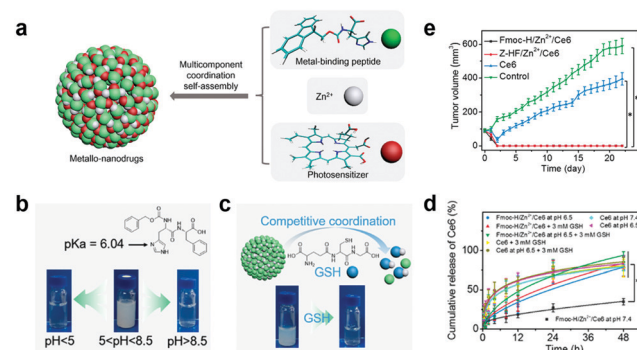 a
Multicomponent
coordination
self-assembly
Metallo-nanodrugs
Metal-binding peptide
Zn2+
Photosensitizer
e
Fmoc-H/Zn2+/Ce6
Z-HF/Zn2+/Ce6
Ce6
Control
Tumor volume (mm3)
600
400
200
0
0 5 10 15 20
Time (day)
*
*
b
pKa = 6.04
pH<5
5<pH<8.5
pH>8.5
c
Competitive coordination
GSH
GSH
d
Cumulative release of Ce6 (%)
100
50
0
Fmoc-H/Zn2+/Ce6 at pH 6.5
Fmoc-H/Zn2+/Ce6 + 3 mM GSH
Fmoc-H/Zn2+/Ce6 at pH 6.5 + 3 mM GSH
Ce6 + 3 mM GSH
Ce6 at pH 6.5 + 3 mM GSH
Ce6 at pH 7.4
Fmoc-H/Zn2+/Ce6 at pH 7.4
0 12 24 36 48
Time (h)